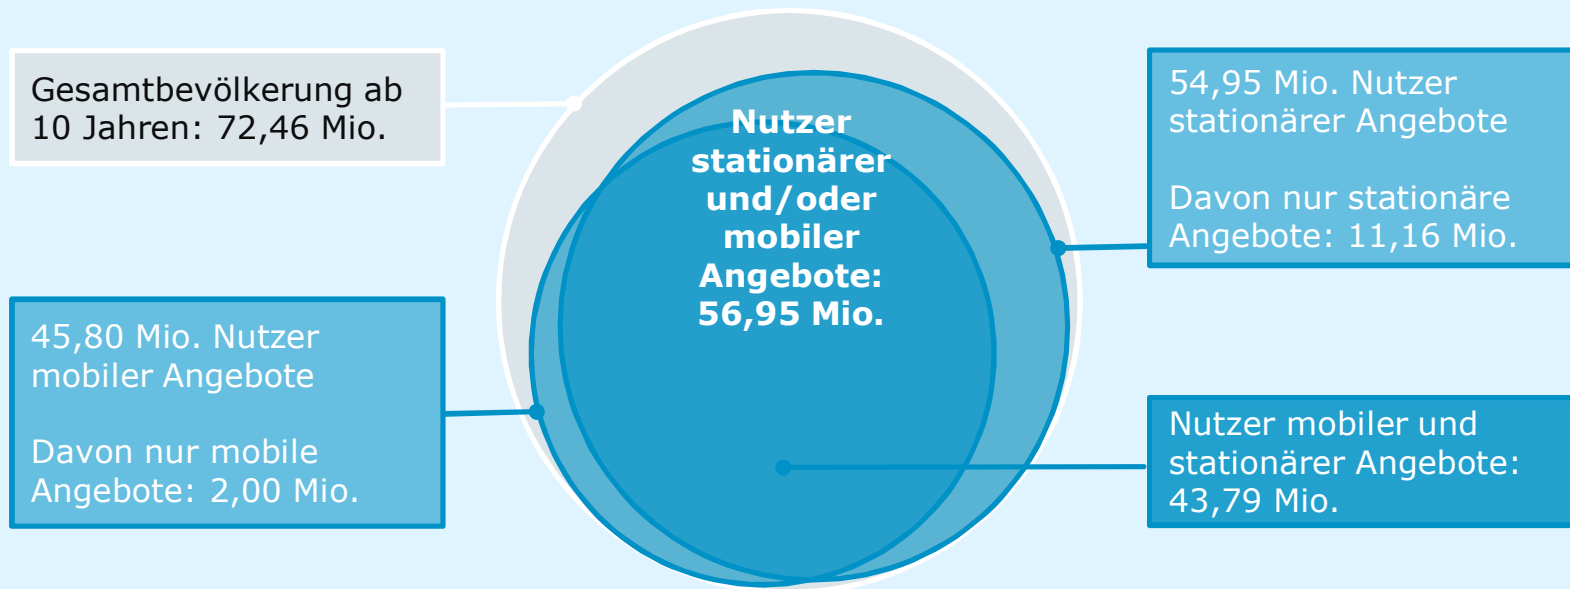 Gesamtbevölkerung ab
10 Jahren: 72,46 Mio.
45,80 Mio. Nutzer
mobiler Angebote
Davon nur mobile
Angebote: 2,00 Mio.
Nutzer
stationärer
und/oder
mobiler
Angebote:
56,95 Mio.
54,95 Mio. Nutzer
stationärer Angebote
Davon nur stationäre
Angebote: 11,16 Mio.
Nutzer mobiler und
stationärer Angebote:
43,79 Mio.